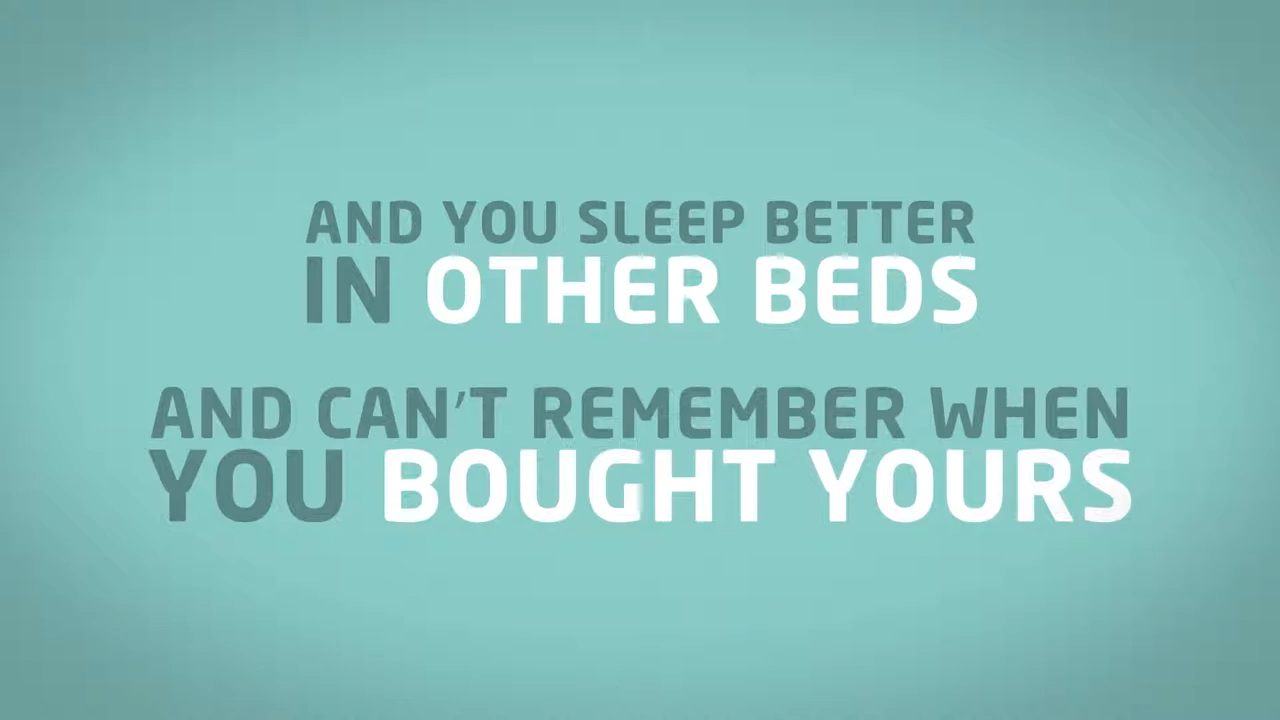 AND YOU SLEEP BETTER
IN OTHER BEDS
AND CAN'T REMEMBER WHEN
YOU BOUGHT YOURS